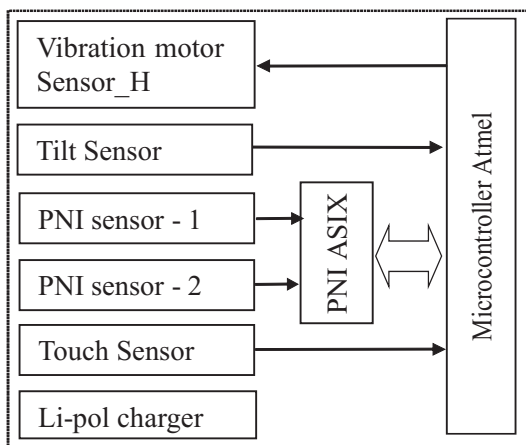 Vibration motor
Sensor_H
Tilt Sensor
PNI sensor - 1
PNI sensor - 2
Touch Sensor
Li-pol charger
PNI ASIX
Microcontroller Atmel